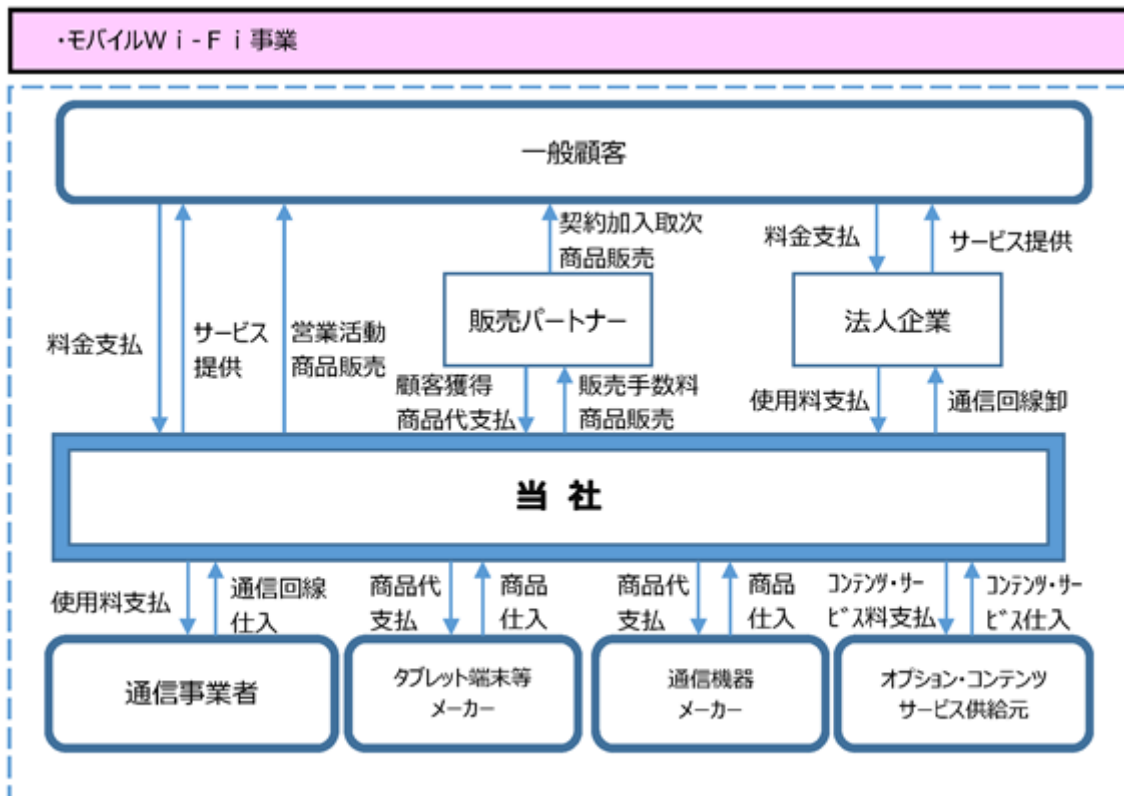 ・モバイルＷｉ-Ｆｉ事業
一般顧客
契約加入取次
商品販売
料金支払
サービス提供
販売パートナー
法人企業
料金支払
サービス
提供
営業活動
商品販売
顧客獲得
商品代支払
販売手数料
商品販売
使用料支払
通信回線卸
当 社
使用料支払
通信回線
仕入
商品代
支払
商品
仕入
商品代
支払
商品
仕入
ｺﾝﾃﾝﾂ・ｻｰ
ﾋﾞｽ料支払
ｺﾝﾃﾝﾂ・ｻｰ
ﾋﾞｽ仕入
通信事業者
タブレット端末等
メーカー
通信機器
メーカー
オプション・コンテンツ
サービス供給元